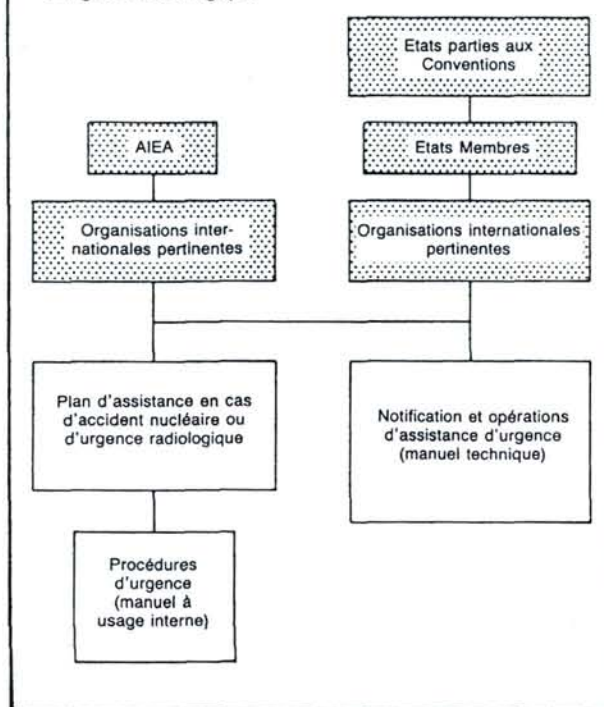 Etats parties aux
Conventions
AIEA
Etats Membres
Organisations inter-
nationales pertinentes
Organisations internationales
pertinentes
Plan d'assistance en cas
d'accident nucléaire ou
d'urgence radiologique
Notification et opérations
d'assistance d'urgence
(manuel technique)
Procédures
d'urgence
(manuel à
usage interne)